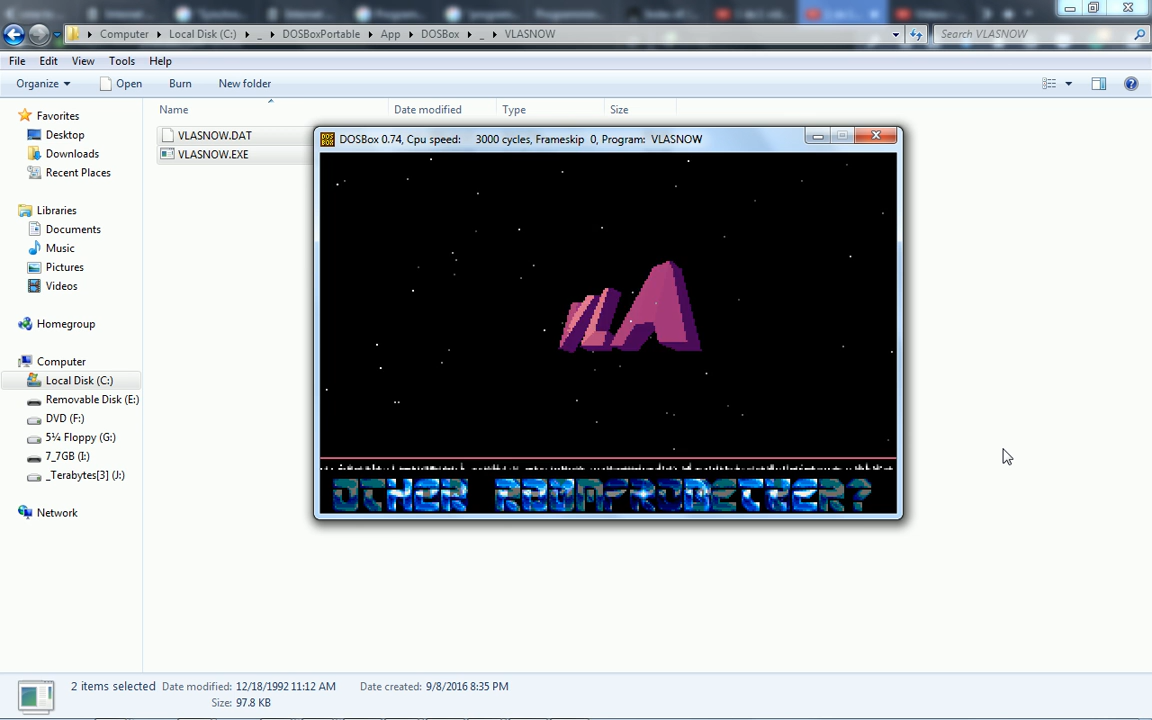 Computer Local Disk (C:) _ DOSBoxPortable App DOSBox _ VLASNOW
Search VLASNOW
File Edit View Tools Help
Organize Open Burn New folder
Favorites
Desktop
Downloads
Recent Places
Libraries
Documents
Music
Pictures
Videos
Homegroup
Computer
Local Disk (C:)
Removable Disk (E:)
DVD (F:)
5¼ Floppy (G:)
7_7GB (I:)
_Terabytes[3] (J:)
Network
Name Date modified Type Size
VLASNOW.DAT
VLASNOW.EXE
DOSBox 0.74, Cpu speed: 3000 cycles, Frameskip 0, Program: VLASNOW
VLA
OTHER
2 items selected Date modified: 12/18/1992 11:12 AM Date created: 9/8/2016 8:35 PM
Size: 97.8 KB